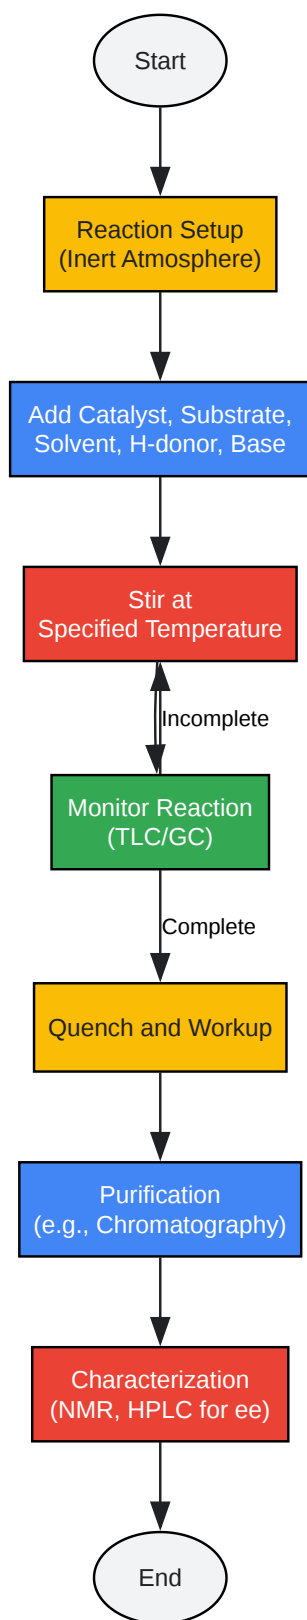 Start
Reaction Setup
(Inert Atmosphere)
Add Catalyst, Substrate,
Solvent, H-donor, Base
Stir at
Specified Temperature
Incomplete
Monitor Reaction
(TLC/GC)
Complete
Quench and Workup
Purification
(e.g., Chromatography)
Characterization
(NMR, HPLC for ee)
End